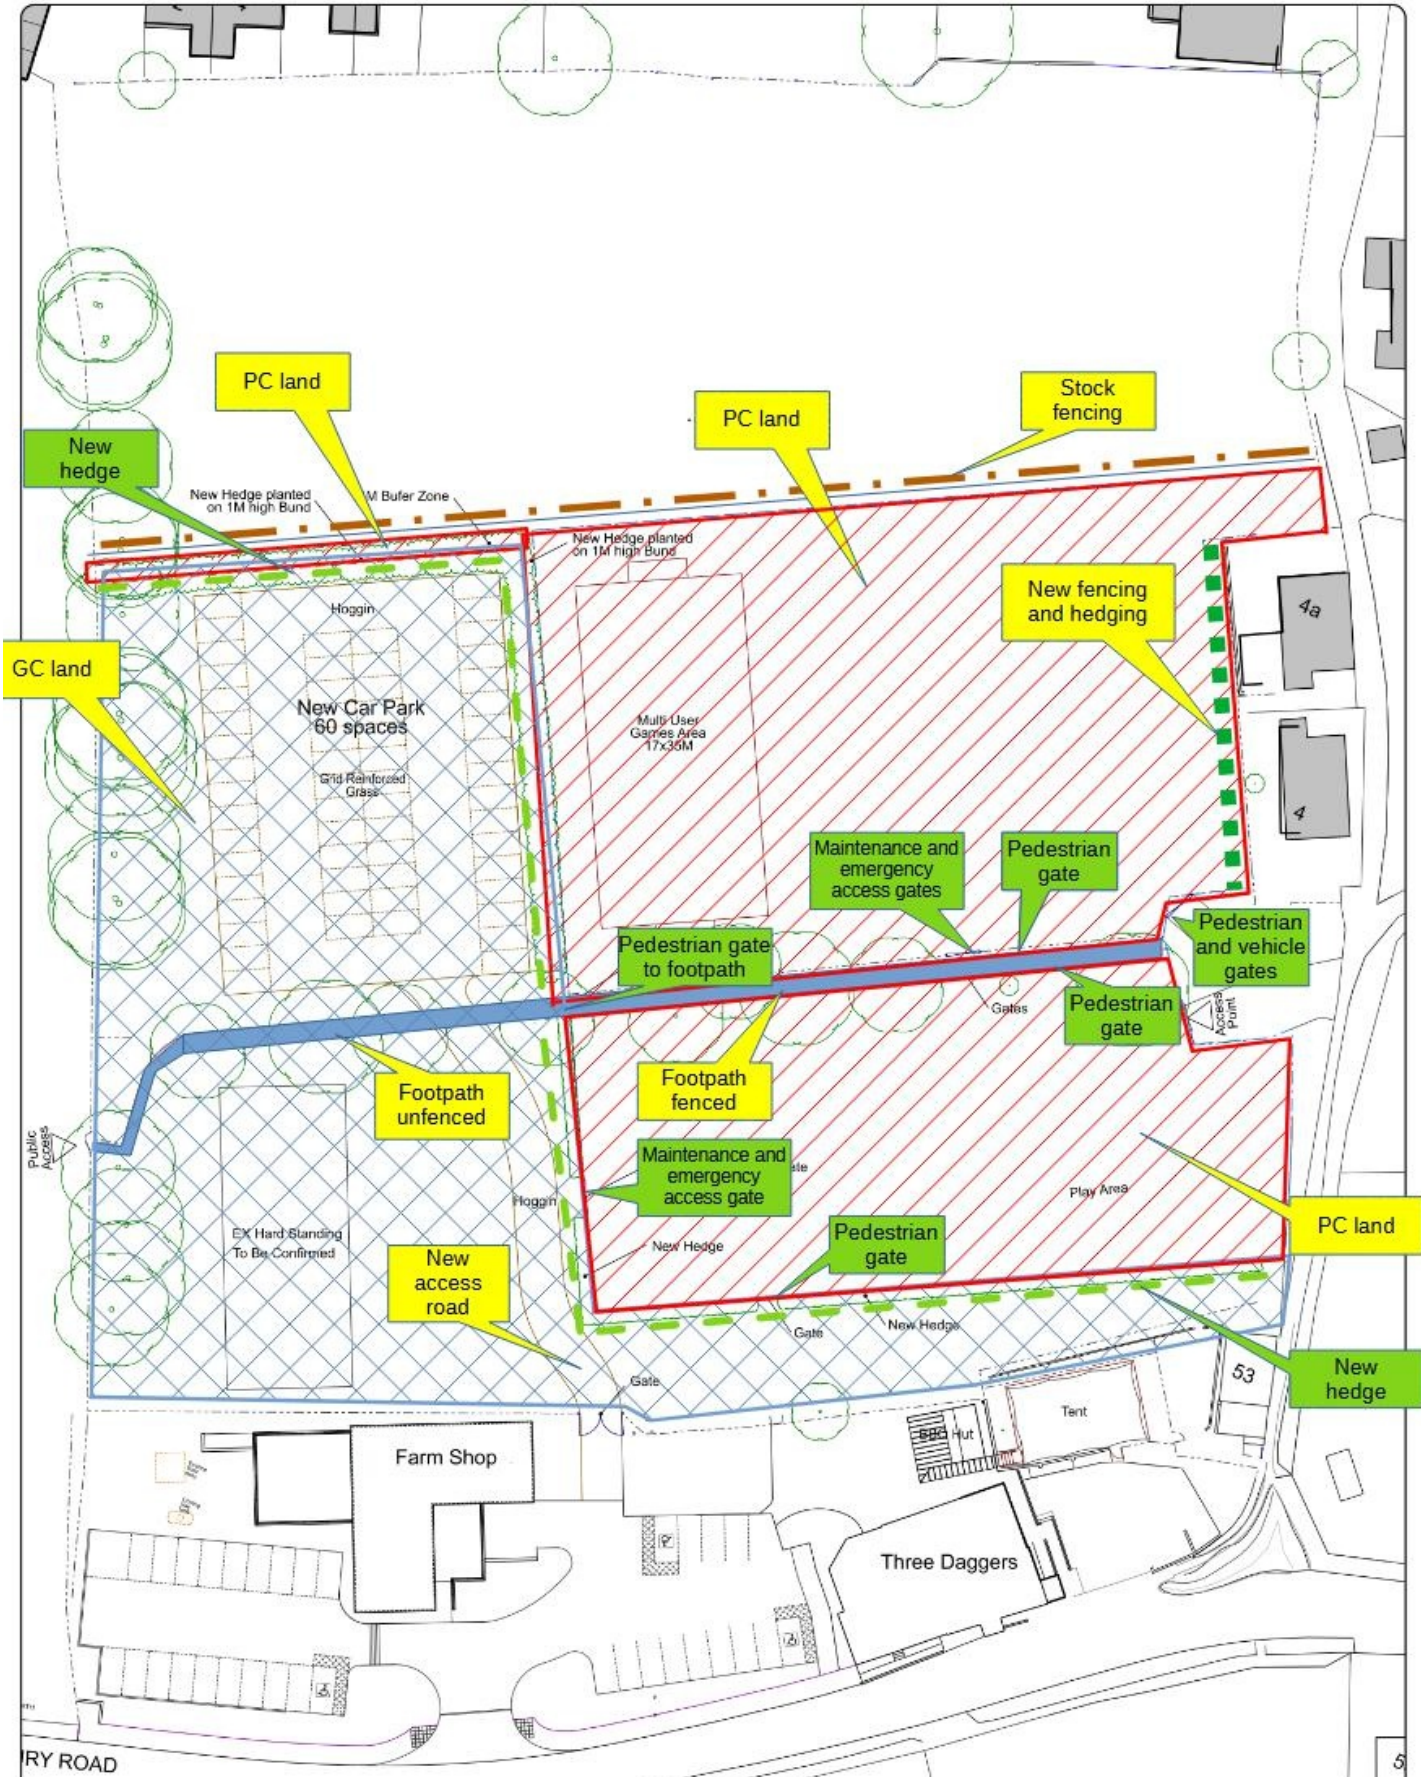 PC land
Stock
fencing
PC land
New
hedge
New Hedge planted
on 1M high Bund
M Bufer Zone
New Hedge planted
on 1M high Bund
New fencing
and hedging
4a
Hoggin
GC land
New Car Park
60 spaces
Multi User
Games Area
17x35M
Grid Reinforced
Grass
4
Maintenance and
emergency
access gates
Pedestrian
gate
Pedestrian gate
to footpath
Pedestrian
and vehicle
gates
Gates
Pedestrian
gate
Access
Point
Footpath
unfenced
Footpath
fenced
Public
Access
Maintenance and
emergency
access gate
Play Area
Hoggin
PC land
EX Hard Standing
To Be Confirmed
New Hedge
Pedestrian
gate
New
access
road
Gate
New Hedge
Gate
New
hedge
53
Tent
BBQ Hut
Farm Shop
Three Daggers
RY ROAD
5